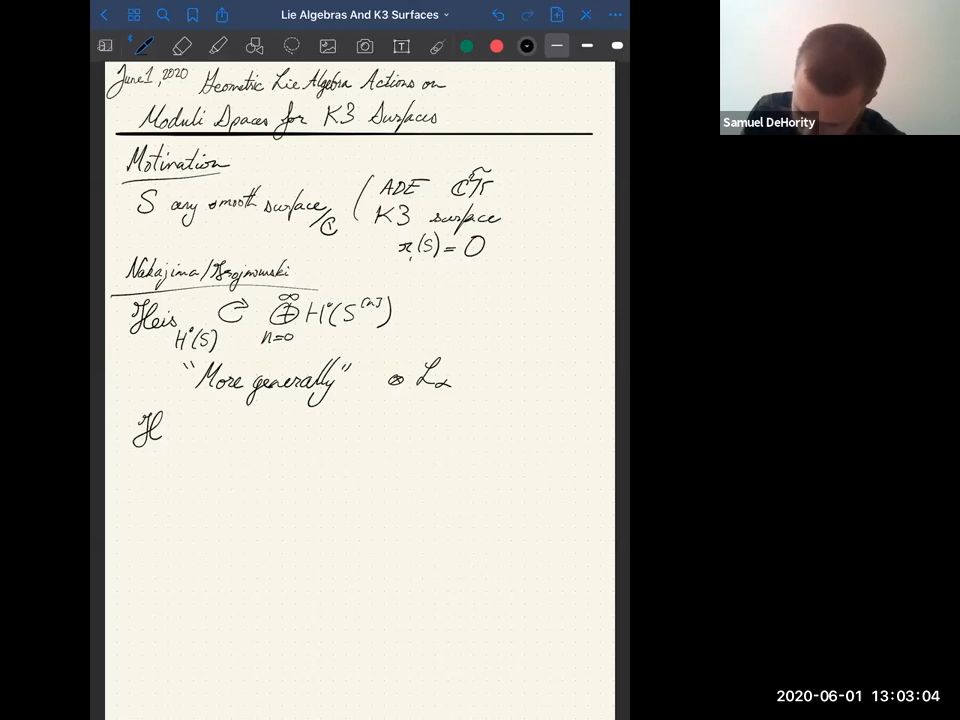 Lie Algebras And K3 Surfaces
June 1, 2020 Geometric Lie Algebra Actions on
Moduli Spaces for K3 Surfaces
Motivation
S any smooth surface/ℂ ( ADE
K3 surface
π₁(S) = 0
Nakajima/Grojnowski
Heis_{H•(S)} ⟳ ⊕_{n=0}^{∞} H•(S^{[n]})
"More generally" ⊗ L_α
H
Samuel DeHority
2020-06-01 13:03:04